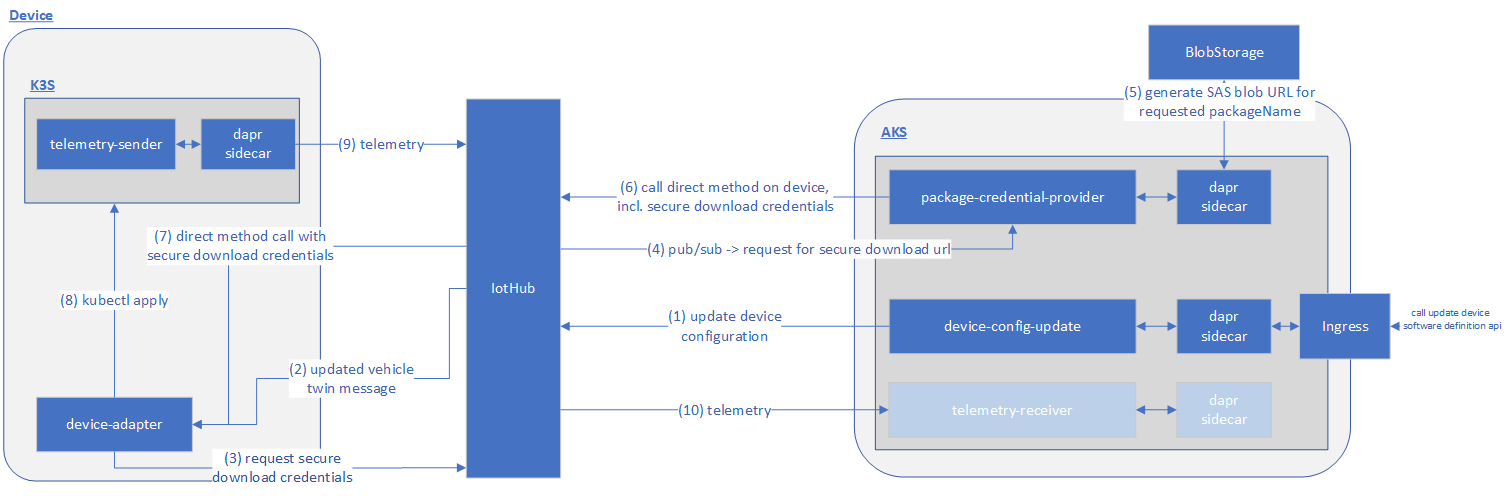 Device
K3S
telemetry-sender
dapr
sidecar
(9) telemetry
(7) direct method call with
secure download credentials
(8) kubectl apply
(2) updated vehicle
twin message
device-adapter
(3) request secure
download credentials
IotHub
(6) call direct method on device,
incl. secure download credentials
(4) pub/sub -> request for secure download url
(1) update device
configuration
(10) telemetry
BlobStorage
(5) generate SAS blob URL for
requested packageName
AKS
package-credential-provider
dapr
sidecar
device-config-update
dapr
sidecar
Ingress
call update device
software definition api
telemetry-receiver
dapr
sidecar